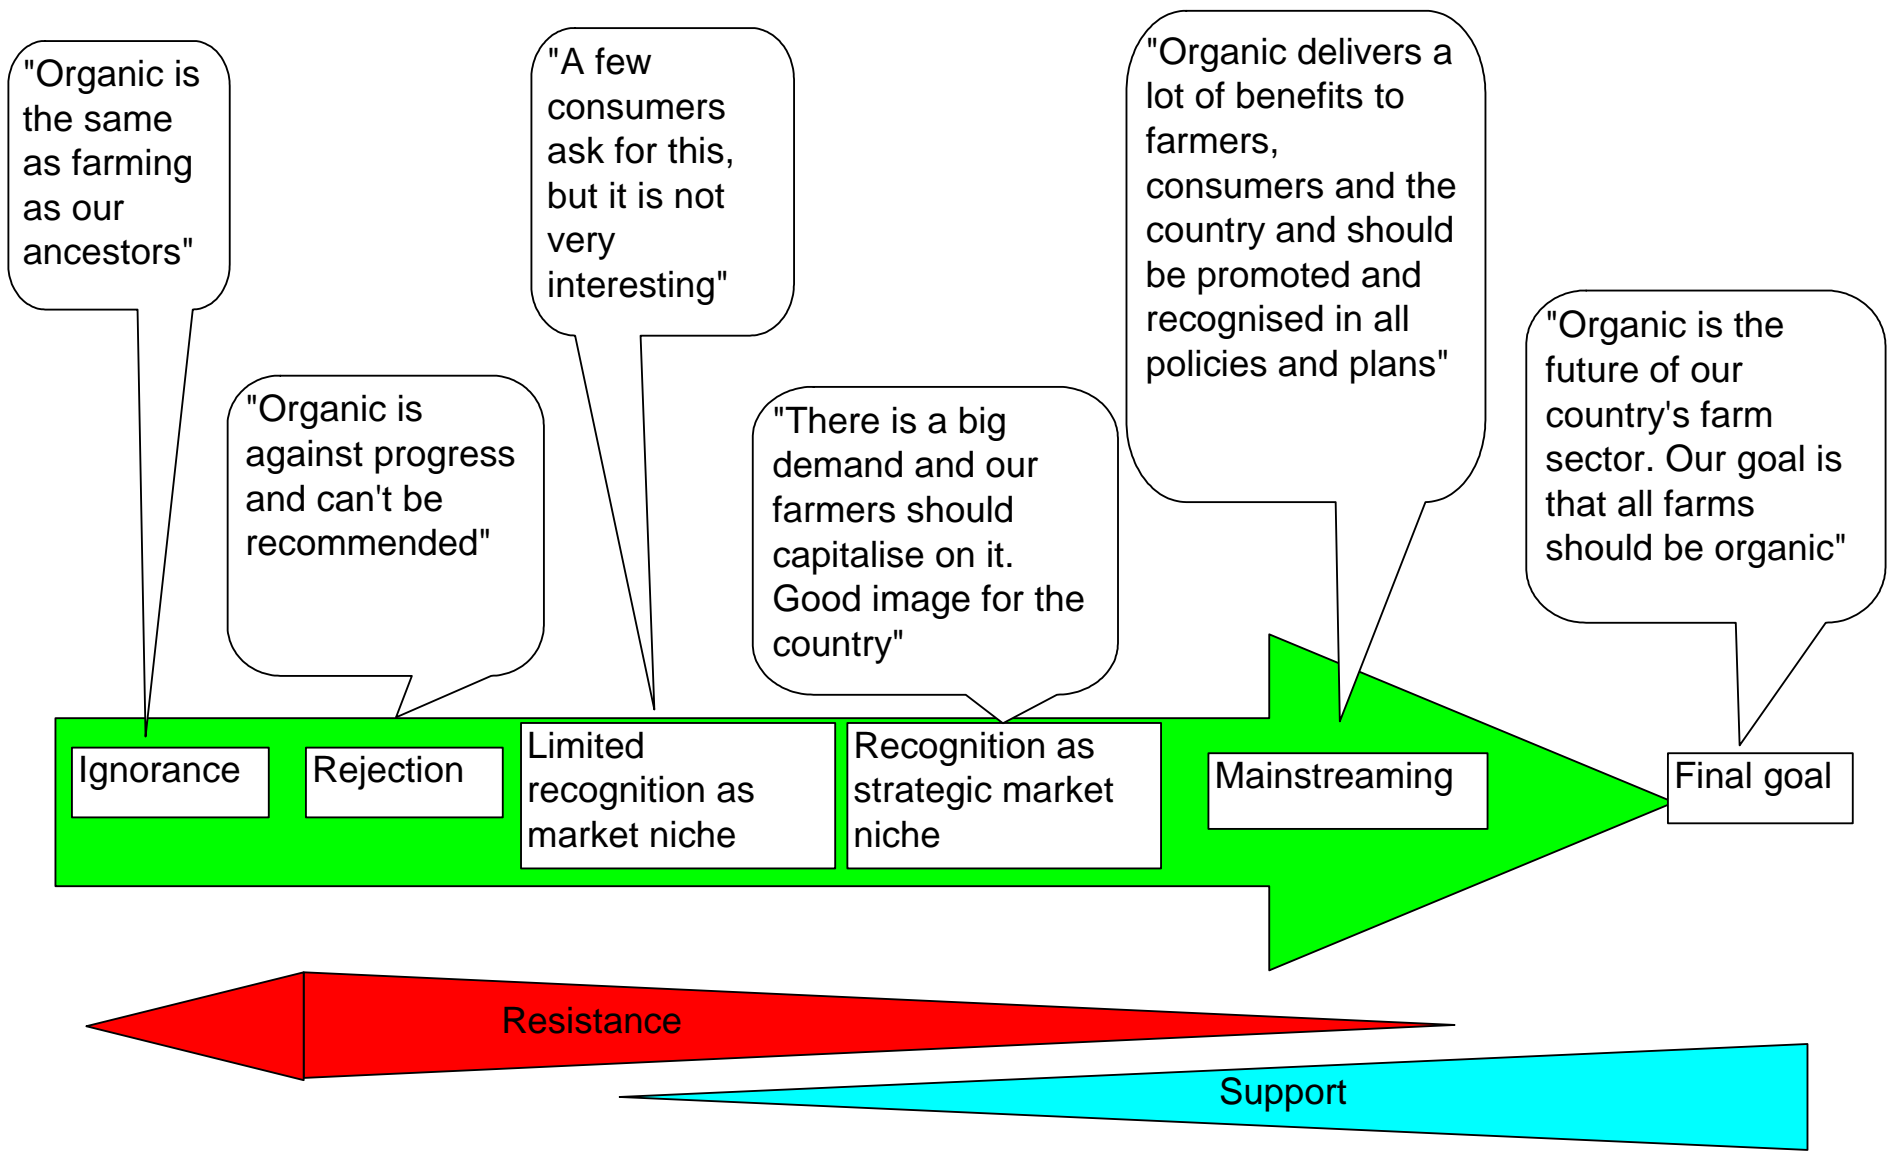 "Organic is
the same
as farming
as our
ancestors"
"Organic is
against progress
and can't be
recommended"
"A few
consumers
ask for this,
but it is not
very
interesting"
"There is a big
demand and our
farmers should
capitalise on it.
Good image for the
country"
"Organic delivers a
lot of benefits to
farmers,
consumers and the
country and should
be promoted and
recognised in all
policies and plans"
"Organic is the
future of our
country's farm
sector. Our goal is
that all farms
should be organic"
Ignorance
Rejection
Limited
recognition as
market niche
Recognition as
strategic market
niche
Mainstreaming
Final goal
Resistance
Support